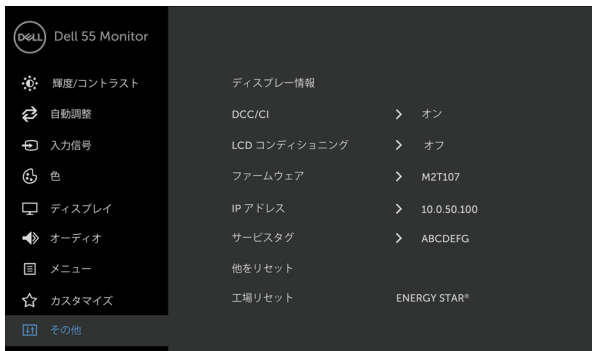 DELL Dell 55 Monitor
輝度/コントラスト
自動調整
入力信号
色
ディスプレイ
オーディオ
メニュー
カスタマイズ
その他
ディスプレー情報
DCC/CI > オン
LCD コンディショニング > オフ
ファームウェア > M2T107
IP アドレス > 10.0.50.100
サービスタグ > ABCDEFG
他をリセット
工場リセット ENERGY STAR®